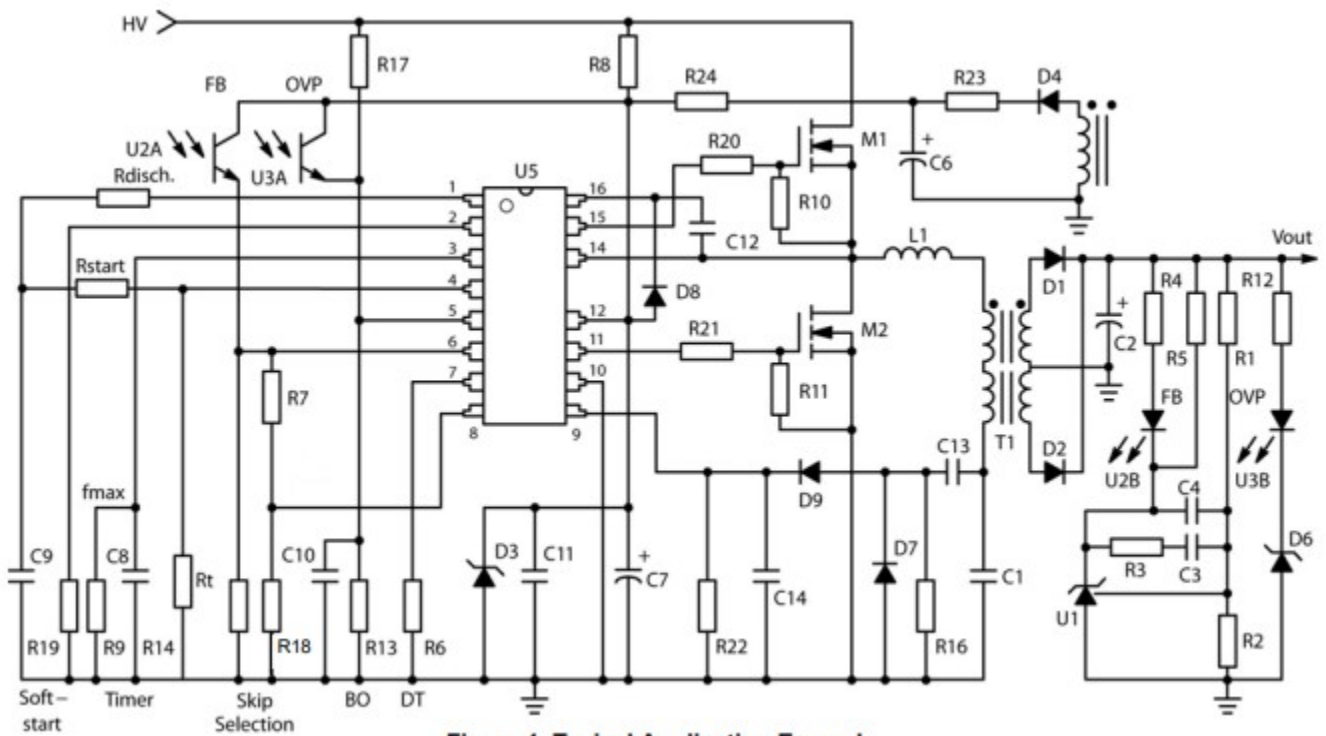 HV
R17
R8
FB
OVP
R24
R23
D4
U2A
U3A
Rdisch.
R20
M1
C6
+
U5
R10
1
2
3
4
5
6
7
8
16
15
14
12
11
10
9
C12
L1
Vout
Rstart
D8
D1
R4
R12
+
C2
R21
M2
R5
R1
R7
R11
FB
OVP
T1
C13
D2
U2B
U3B
C4
fmax
D9
C9
C8
C10
D3
C11
+
C7
D7
R3
C3
D6
Rt
C14
C1
U1
R19
R9
R14
R18
R13
R6
R22
R16
R2
Soft–
start
Timer
Skip
Selection
BO
DT